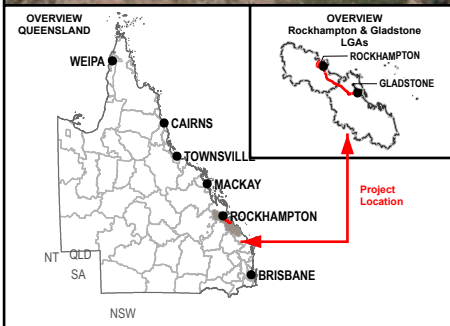 OVERVIEW
QUEENSLAND
WEIPA
CAIRNS
TOWNSVILLE
MACKAY
ROCKHAMPTON
BRISBANE
NT
QLD
SA
NSW
OVERVIEW
Rockhampton & Gladstone
LGAs
ROCKHAMPTON
GLADSTONE
Project
Location